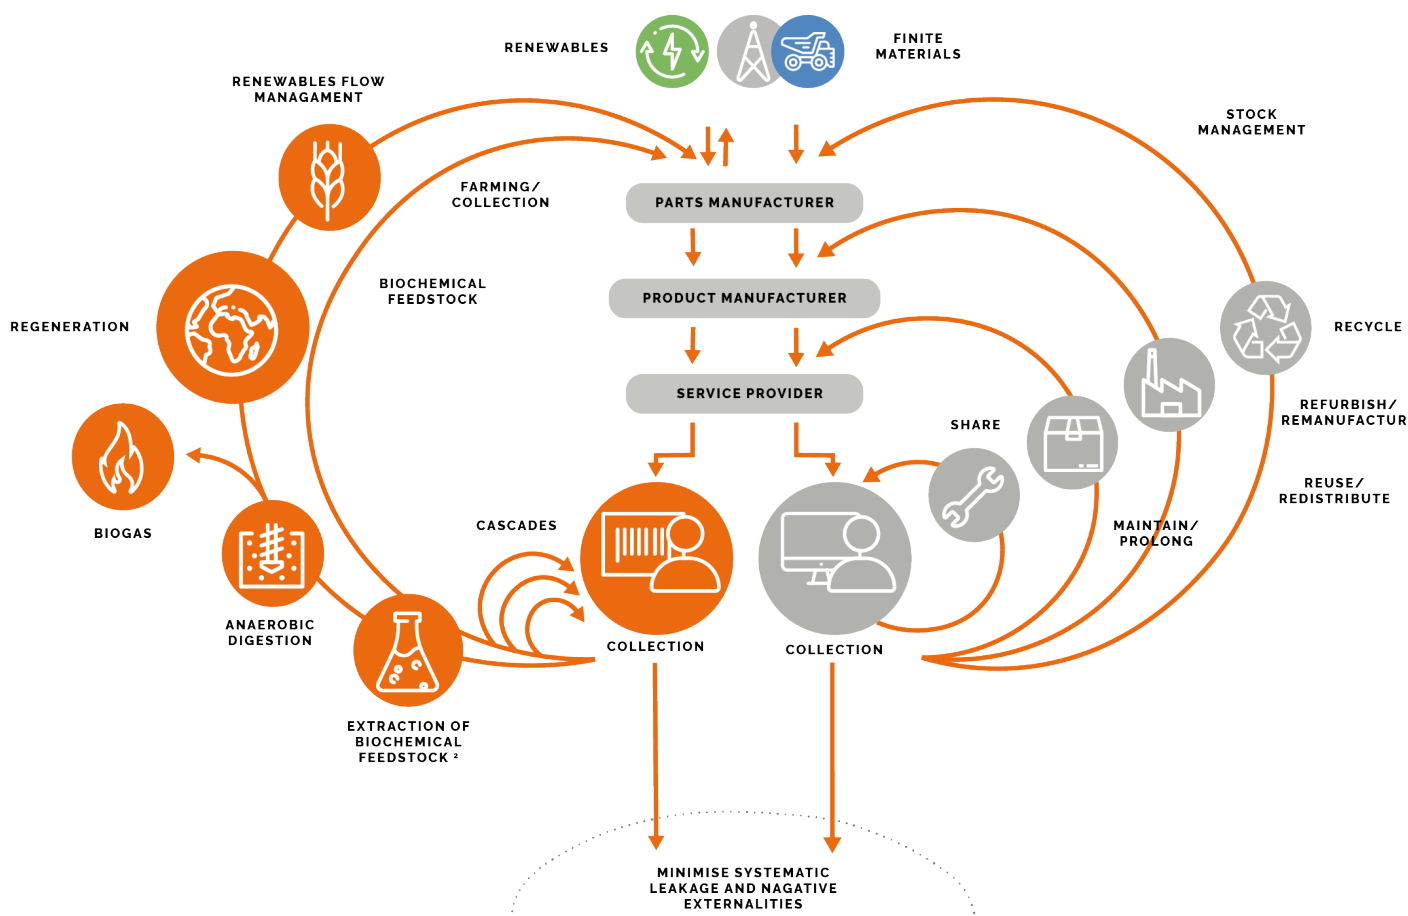 RENEWABLES
FINITE
MATERIALS
RENEWABLES FLOW
MANAGAMENT
STOCK
MANAGEMENT
FARMING/
COLLECTION
PARTS MANUFACTURER
BIOCHEMICAL
FEEDSTOCK
PRODUCT MANUFACTURER
REGENERATION
RECYCLE
SERVICE PROVIDER
REFURBISH/
REMANUFACTUR
SHARE
REUSE/
REDISTRIBUTE
CASCADES
MAINTAIN/
PROLONG
BIOGAS
ANAEROBIC
DIGESTION
COLLECTION
COLLECTION
EXTRACTION OF
BIOCHEMICAL
FEEDSTOCK ²
MINIMISE SYSTEMATIC
LEAKAGE AND NAGATIVE
EXTERNALITIES